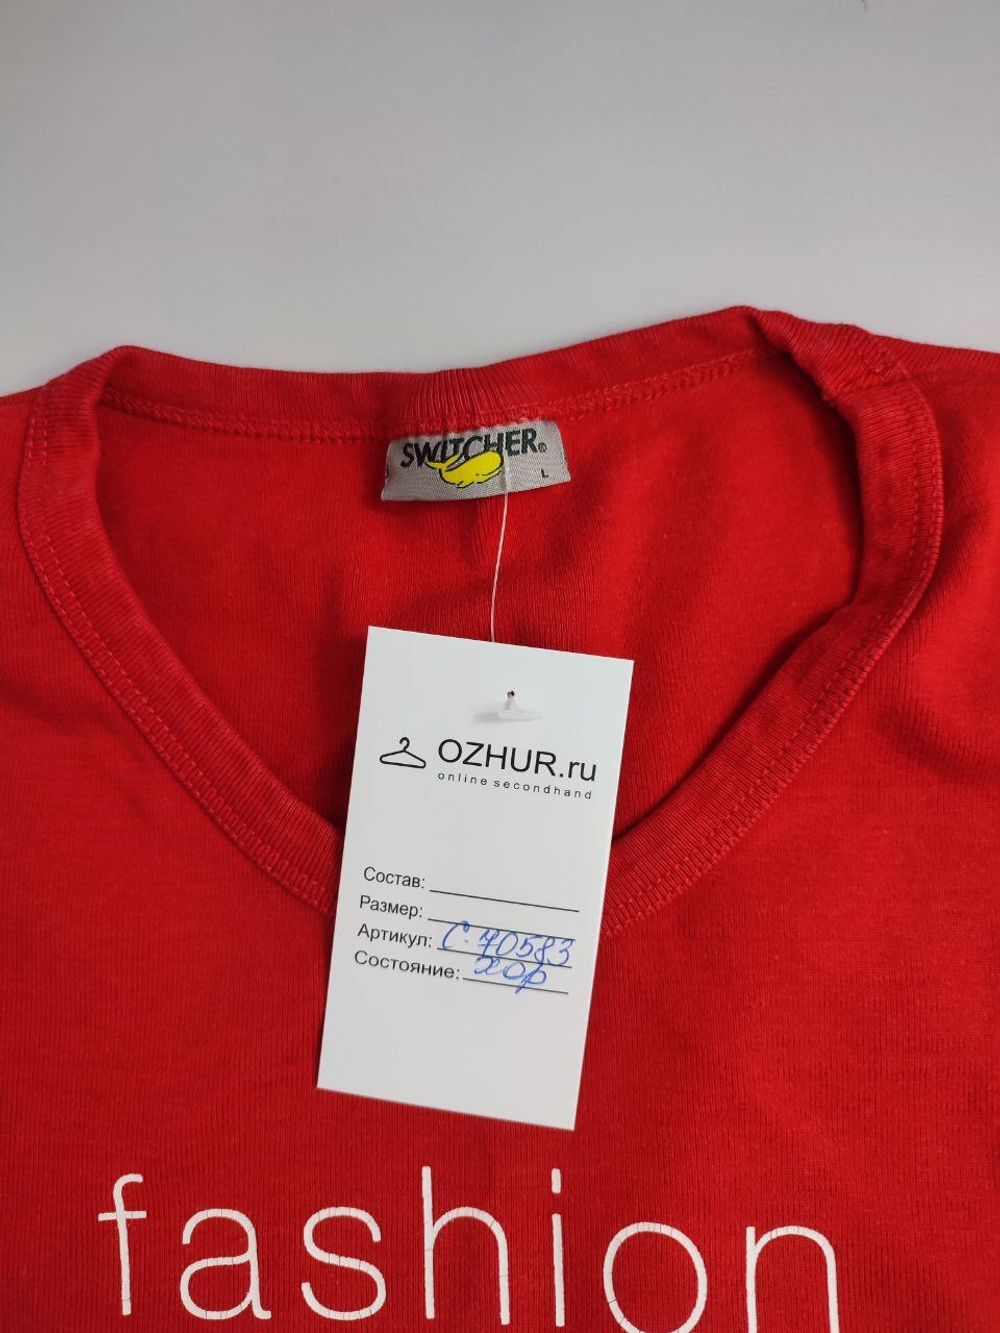 SWITCHER®
L
OZHUR.ru
online secondhand
Состав:
Размер:
Артикул: С-70583
Состояние: хор
fashion